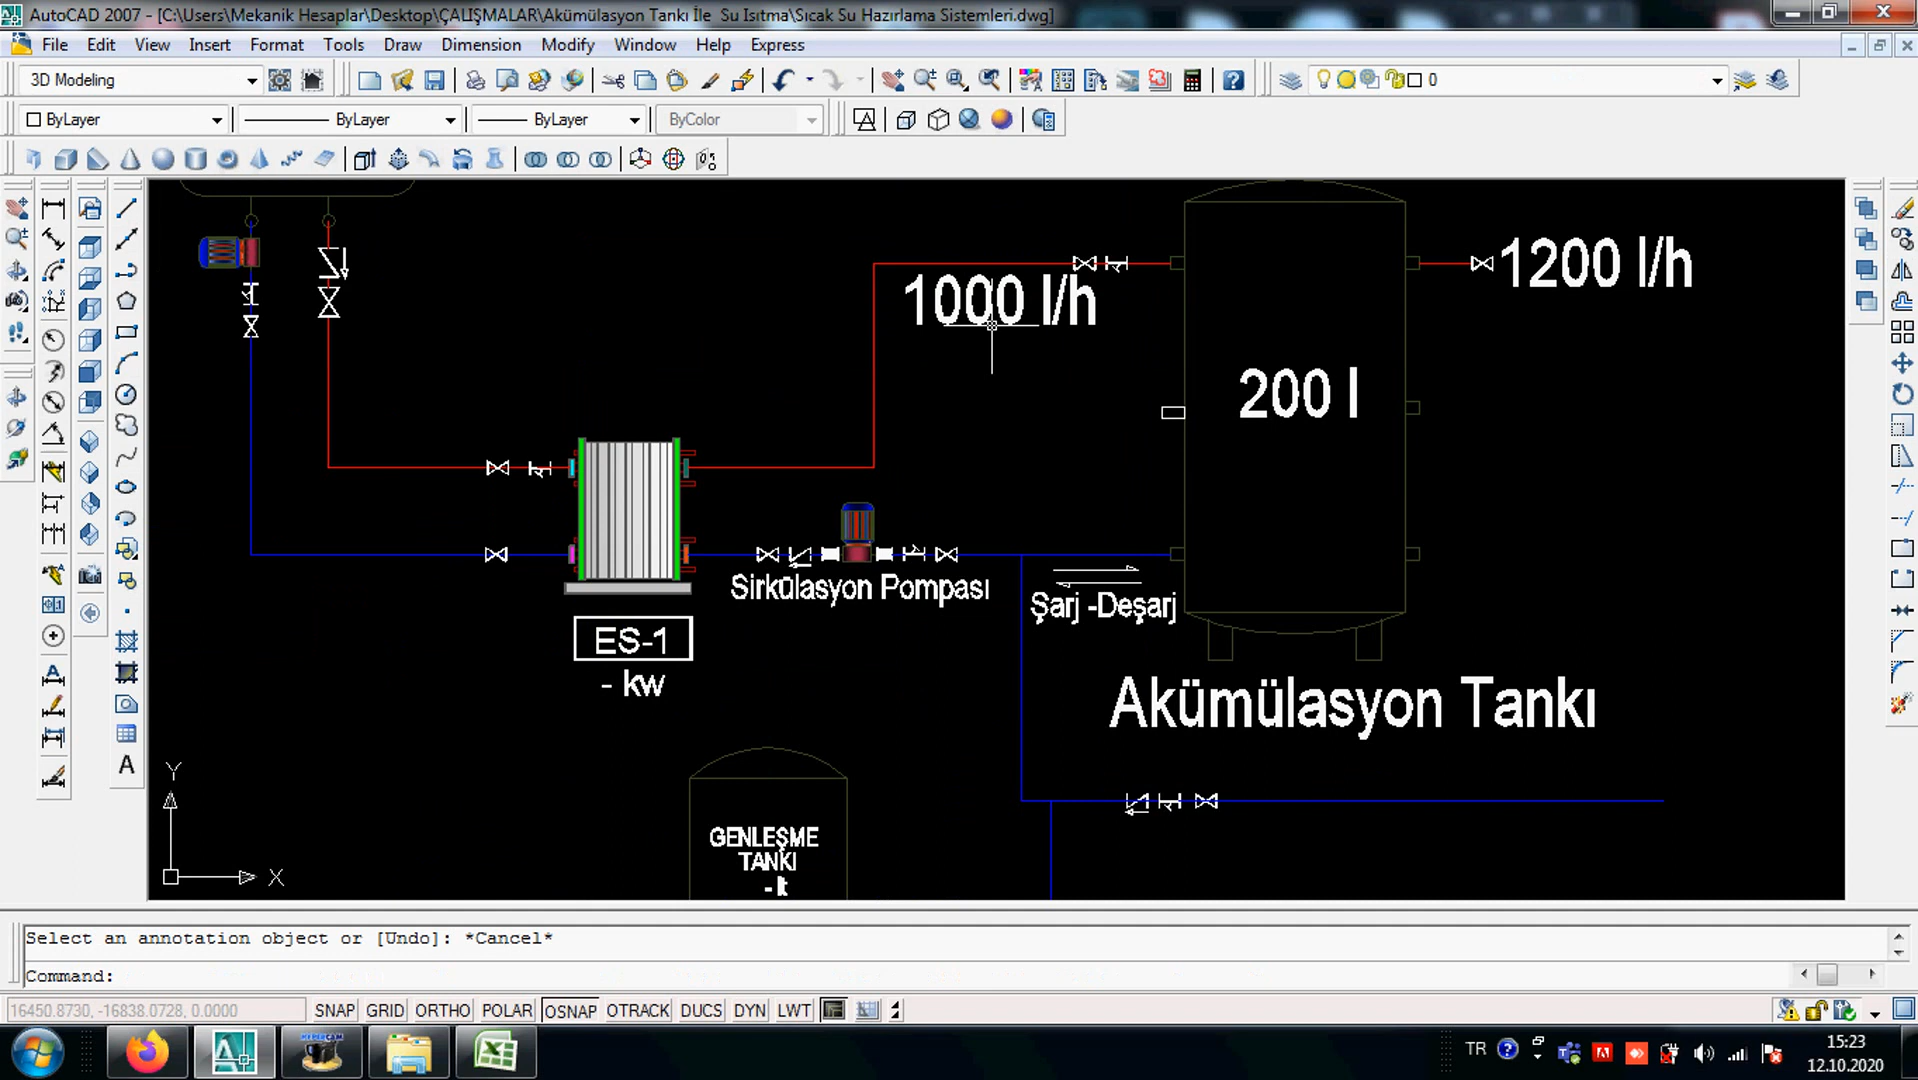 AutoCAD 2007 - [C:\Users\Mekanik Hesaplar\Desktop\ÇALIŞMALAR\Akümülasyon Tankı İle  Su Isıtma\Sıcak Su Hazırlama Sistemleri.dwg]
File Edit View Insert Format Tools Draw Dimension Modify Window Help Express
3D Modeling
0
ByLayer
ByLayer
ByLayer
ByColor
1000 l/h
1200 l/h
200 l
Sirkülasyon Pompası
Şarj -Deşarj
ES-1
- kw
Akümülasyon Tankı
GENLEŞME
TANKI
- lt
Y
X
A
Select an annotation object or [Undo]: *Cancel*
Command:
16450.8730, -16838.0728, 0.0000
SNAP GRID ORTHO POLAR OSNAP OTRACK DUCS DYN LWT
TR
15:23
12.10.2020